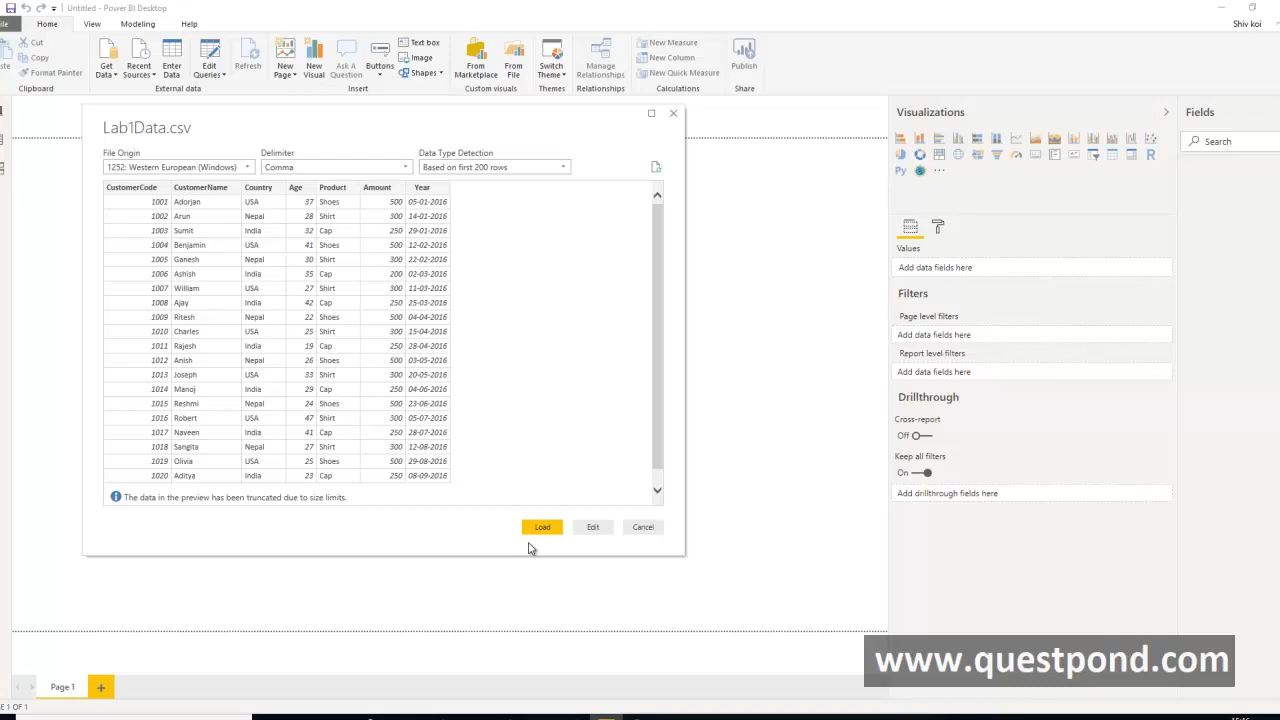 Untitled - Power BI Desktop
Home View Modeling Help
Shiv koi
Cut
Copy
Format Painter
Clipboard
Get Data
Recent Sources
Enter Data
Edit Queries
Refresh
External data
New Page
New Visual
Ask A Question
Buttons
Text box
Image
Shapes
Insert
From Marketplace
From File
Custom visuals
Switch Theme
Themes
Manage Relationships
Relationships
New Measure
New Column
New Quick Measure
Calculations
Publish
Share
Lab1Data.csv
File Origin Delimiter Data Type Detection
1252: Western European (Windows) Comma Based on first 200 rows
CustomerCode CustomerName Country Age Product Amount Year
1001 Adorjan USA 37 Shoes 500 05-01-2016
1002 Arun Nepal 28 Shirt 300 14-01-2016
1003 Sumit India 32 Cap 250 29-01-2016
1004 Benjamin USA 41 Shoes 500 12-02-2016
1005 Ganesh Nepal 30 Shirt 300 22-02-2016
1006 Ashish India 35 Cap 200 02-03-2016
1007 William USA 27 Shirt 300 11-03-2016
1008 Ajay India 42 Cap 250 25-03-2016
1009 Ritesh Nepal 22 Shoes 500 04-04-2016
1010 Charles USA 25 Shirt 300 15-04-2016
1011 Rajesh India 19 Cap 250 28-04-2016
1012 Anish Nepal 26 Shoes 500 03-05-2016
1013 Joseph USA 33 Shirt 300 20-05-2016
1014 Manoj India 29 Cap 250 04-06-2016
1015 Reshmi Nepal 24 Shoes 500 23-06-2016
1016 Robert USA 47 Shirt 300 05-07-2016
1017 Naveen India 41 Cap 250 28-07-2016
1018 Sangita Nepal 27 Shirt 300 12-08-2016
1019 Olivia USA 25 Shoes 500 29-08-2016
1020 Aditya India 23 Cap 250 08-09-2016
The data in the preview has been truncated due to size limits.
Load Edit Cancel
Visualizations
R
Py
Values
Add data fields here
Filters
Page level filters
Add data fields here
Report level filters
Add data fields here
Drillthrough
Cross-report
Off
Keep all filters
On
Add drillthrough fields here
Fields
Search
www.questpond.com
Page 1
1 OF 1